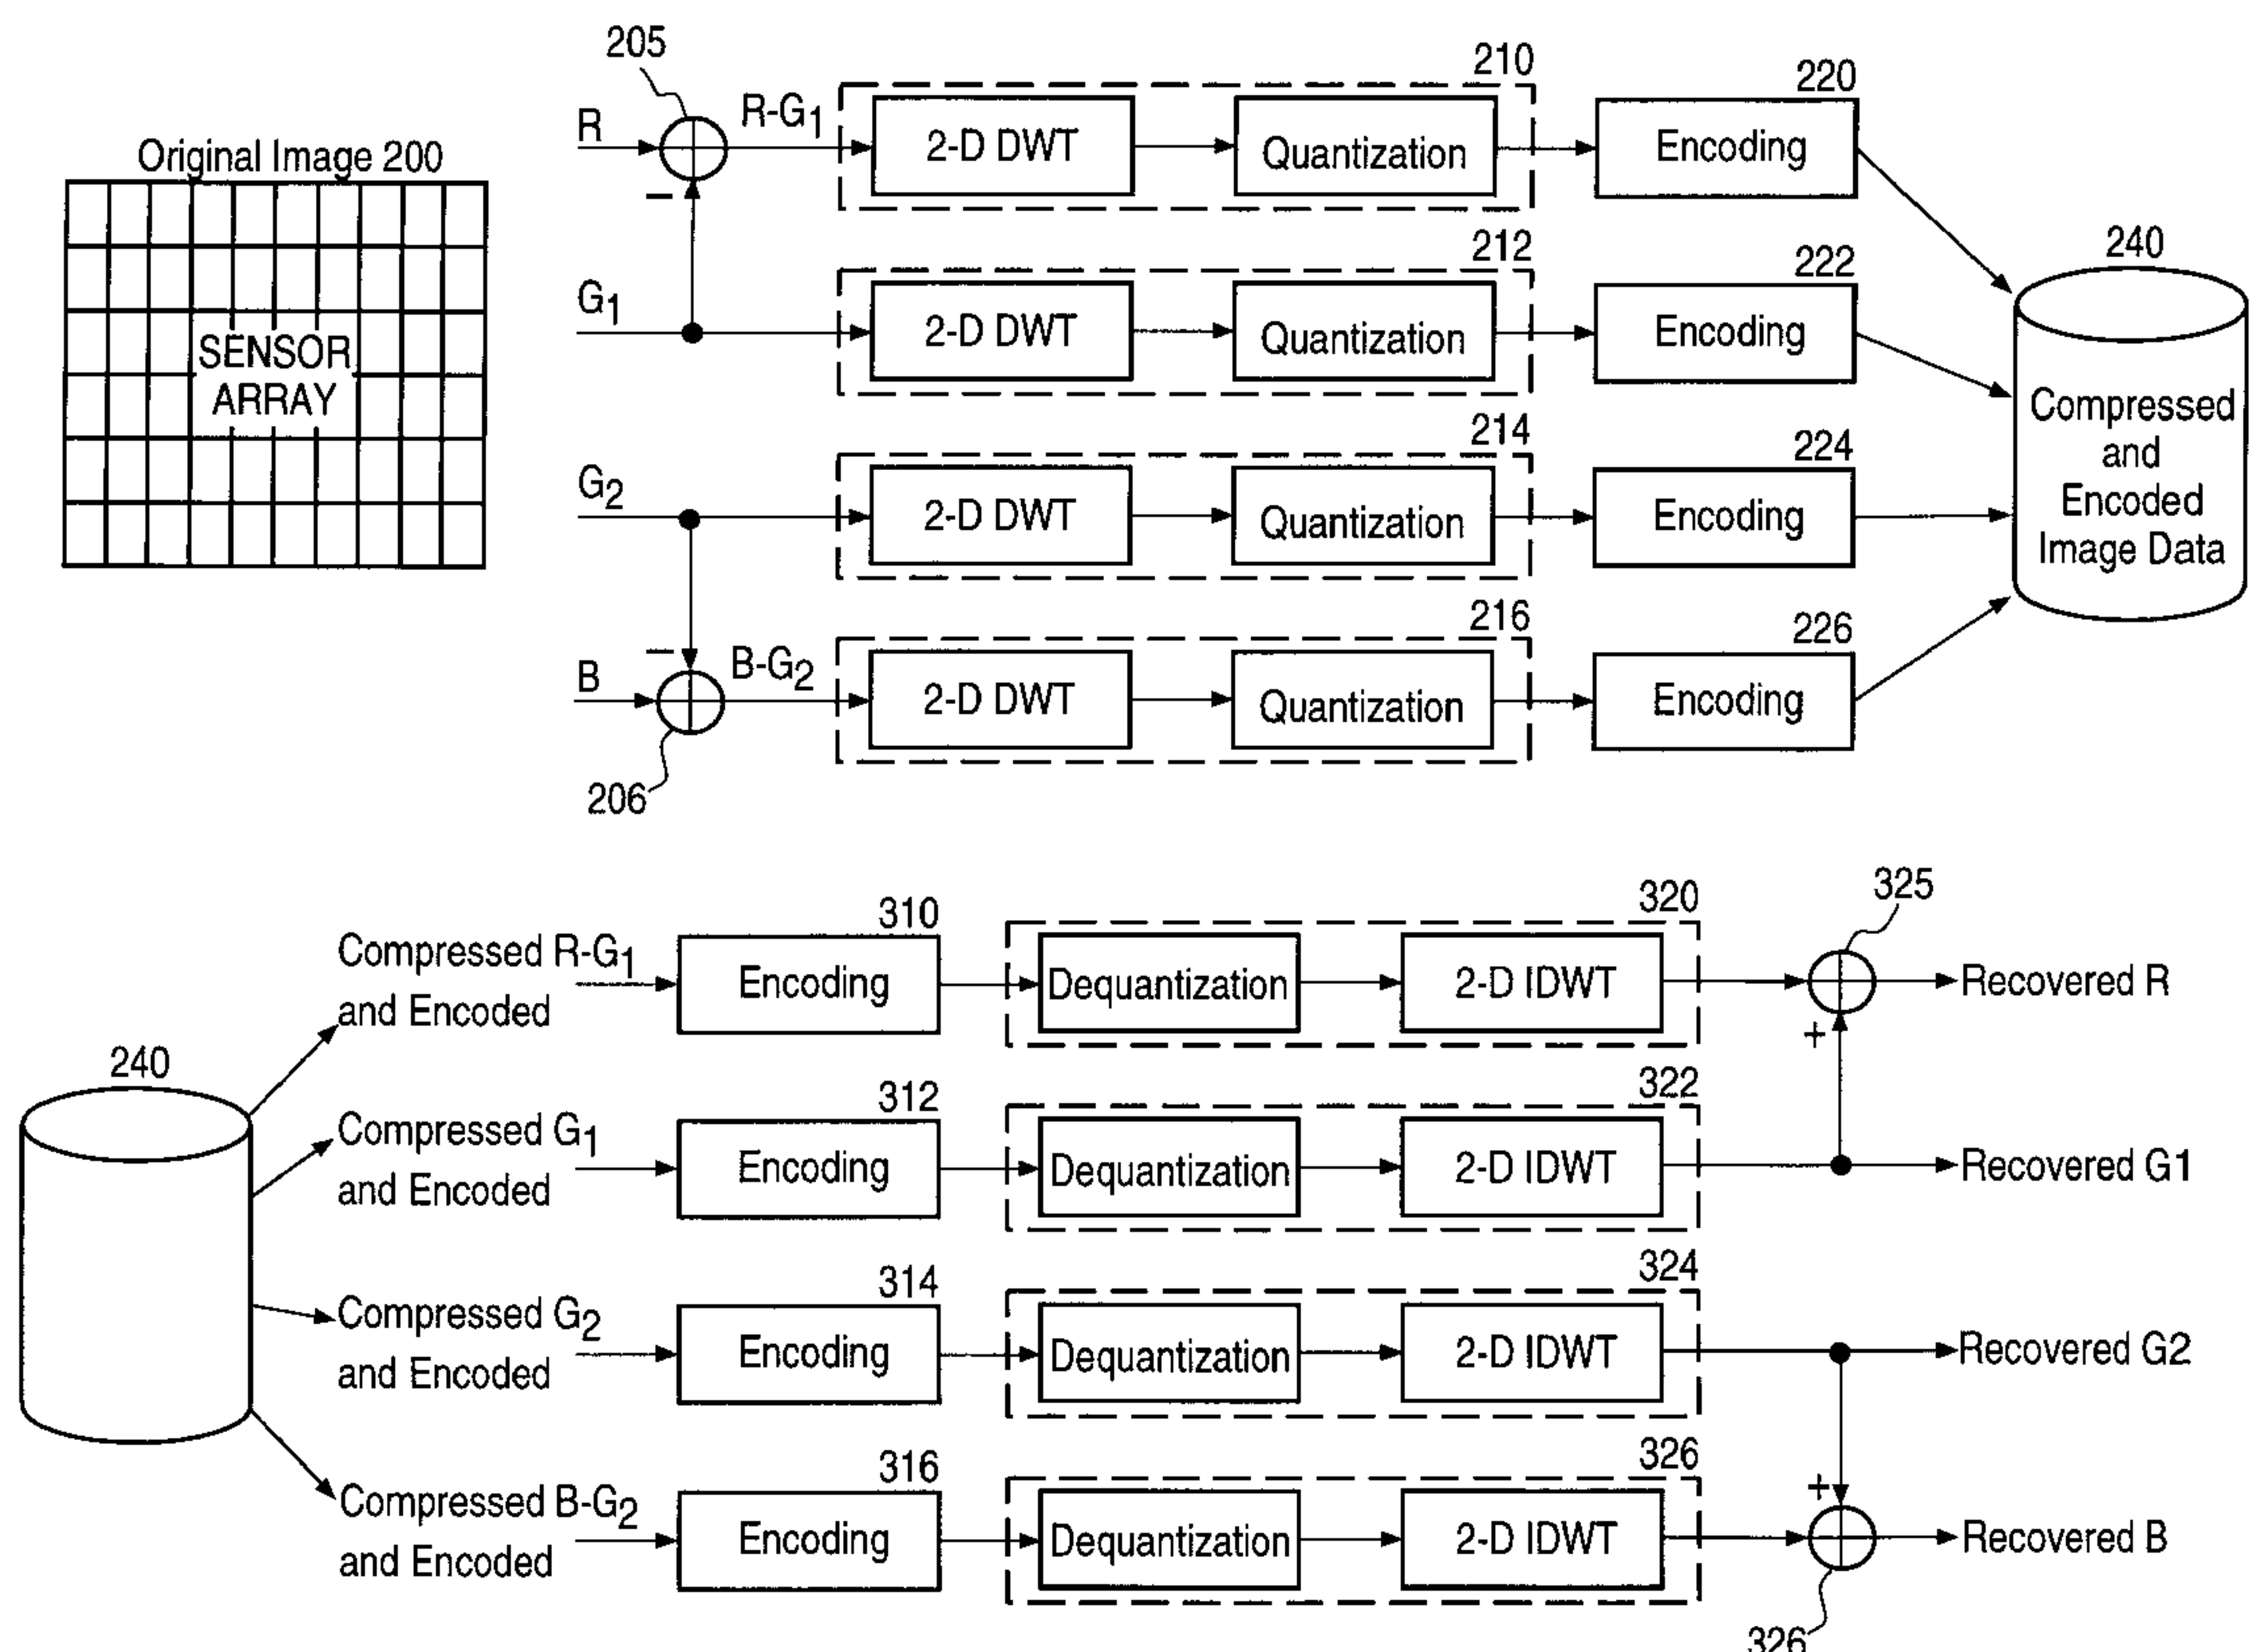 205
R
R-G1
210
2-D DWT
Quantization
220
Encoding
Original Image 200
SENSOR
ARRAY
–
G1
212
2-D DWT
Quantization
222
Encoding
240
Compressed
and
Encoded
Image Data
G2
214
2-D DWT
Quantization
224
Encoding
–
B
B-G2
216
2-D DWT
Quantization
226
Encoding
206
240
Compressed R-G1
and Encoded
310
Encoding
320
Dequantization
2-D IDWT
325
+
Recovered R
Compressed G1
and Encoded
312
Encoding
322
Dequantization
2-D IDWT
Recovered G1
Compressed G2
and Encoded
314
Encoding
324
Dequantization
2-D IDWT
Recovered G2
Compressed B-G2
and Encoded
316
Encoding
326
Dequantization
2-D IDWT
+
Recovered B
326